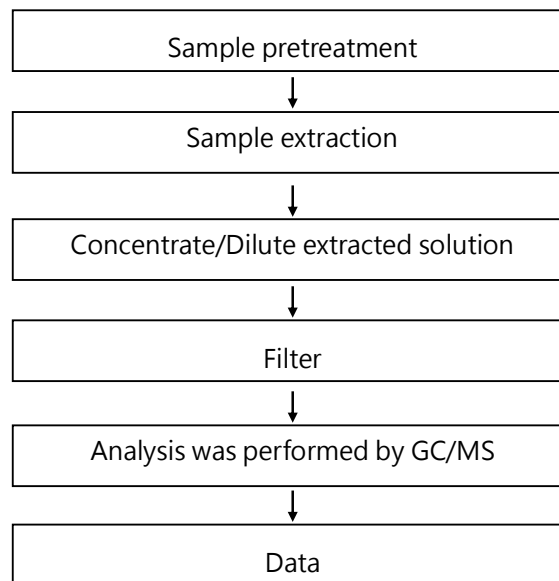 Sample pretreatment
Sample extraction
Concentrate/Dilute extracted solution
Filter
Analysis was performed by GC/MS
Data